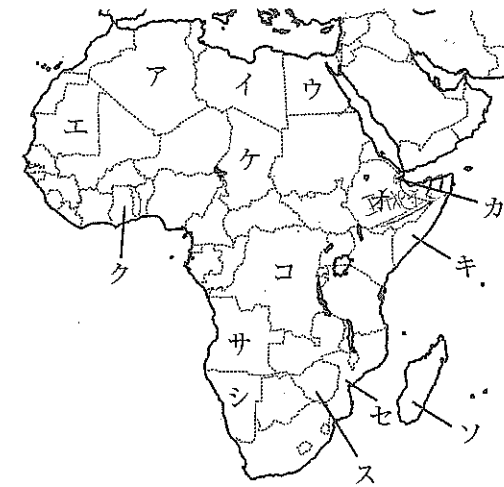 ア
イ
ウ
エ
ケ
カ
キ
ク
コ
サ
シ
セ
ソ
ス